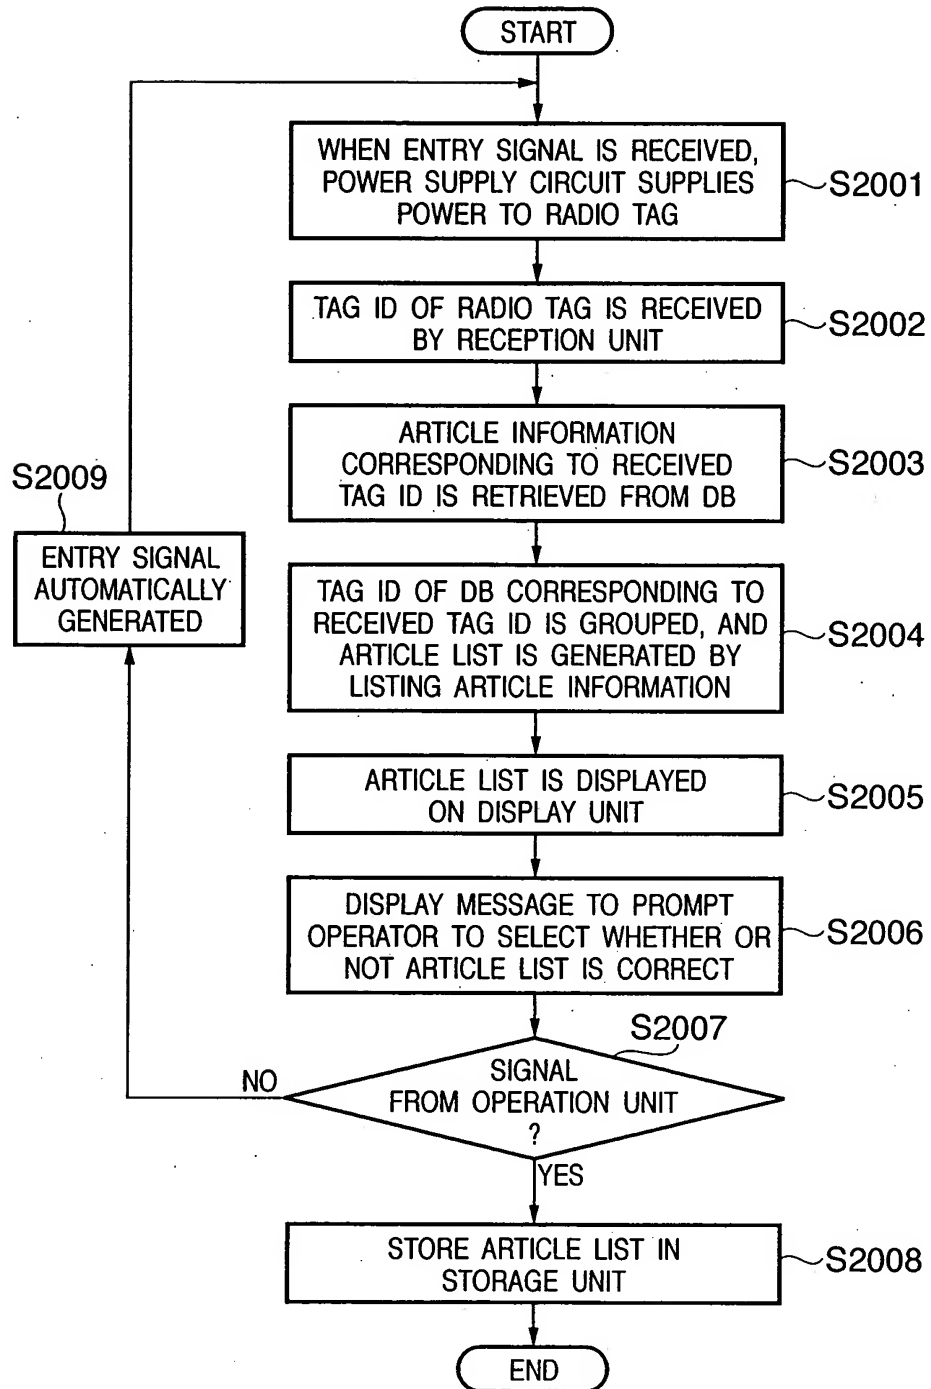 START
WHEN ENTRY SIGNAL IS RECEIVED,
POWER SUPPLY CIRCUIT SUPPLIES
POWER TO RADIO TAG
S2001
TAG ID OF RADIO TAG IS RECEIVED
BY RECEPTION UNIT
S2002
ARTICLE INFORMATION
CORRESPONDING TO RECEIVED
TAG ID IS RETRIEVED FROM DB
S2003
S2009
ENTRY SIGNAL
AUTOMATICALLY
GENERATED
TAG ID OF DB CORRESPONDING TO
RECEIVED TAG ID IS GROUPED, AND
ARTICLE LIST IS GENERATED BY
LISTING ARTICLE INFORMATION
S2004
ARTICLE LIST IS DISPLAYED
ON DISPLAY UNIT
S2005
DISPLAY MESSAGE TO PROMPT
OPERATOR TO SELECT WHETHER OR
NOT ARTICLE LIST IS CORRECT
S2006
S2007
SIGNAL
FROM OPERATION UNIT
?
NO
YES
STORE ARTICLE LIST IN
STORAGE UNIT
S2008
END